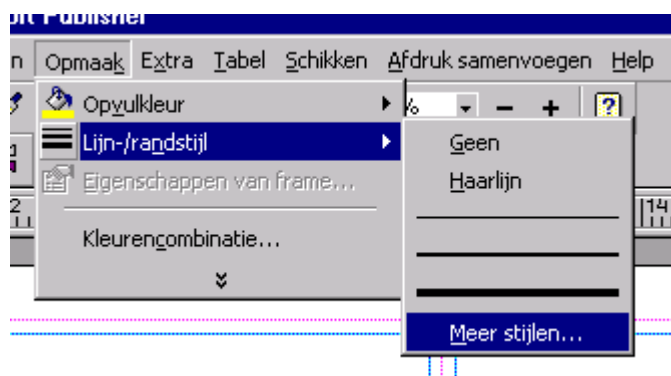 Publisher
Opmaak Extra Tabel Schikken Afdruk samenvoegen Help
Opvulkleur
%
Lijn-/randstijl
Geen
Eigenschappen van frame...
Haarlijn
14
Kleurencombinatie...
Meer stijlen...